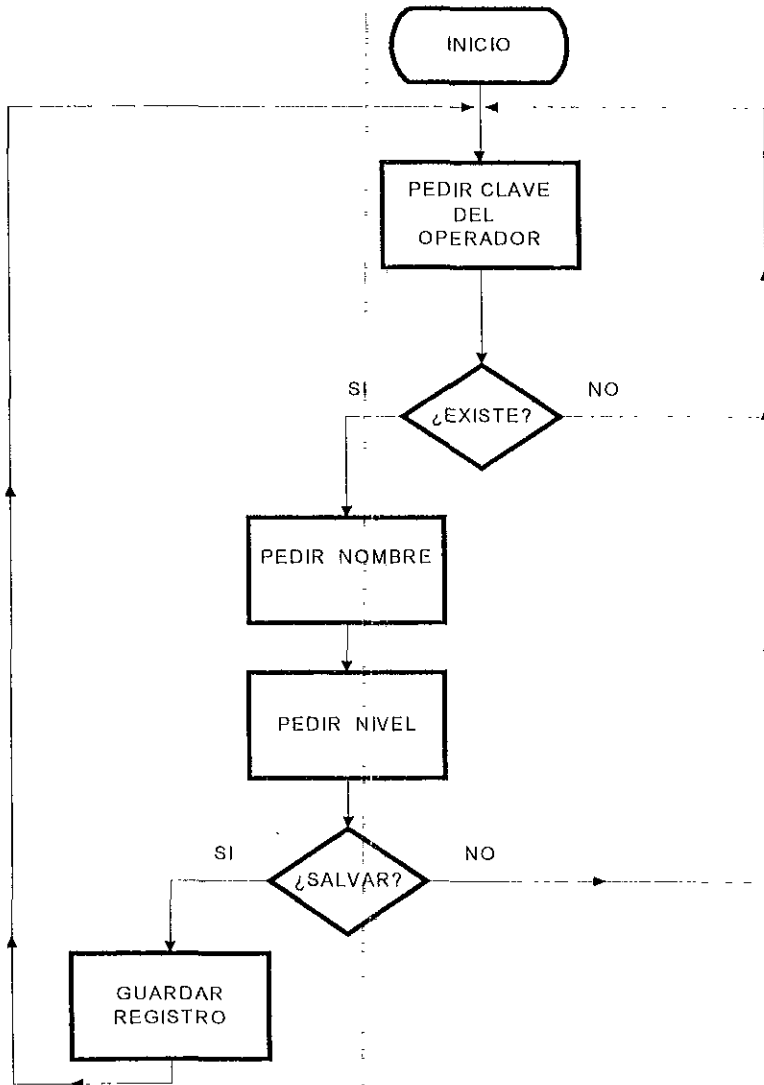 INICIO
PEDIR CLAVE
DEL
OPERADOR
SI
NO
¿EXISTE?
PEDIR NOMBRE
PEDIR NIVEL
SI
NO
¿SALVAR?
GUARDAR
REGISTRO